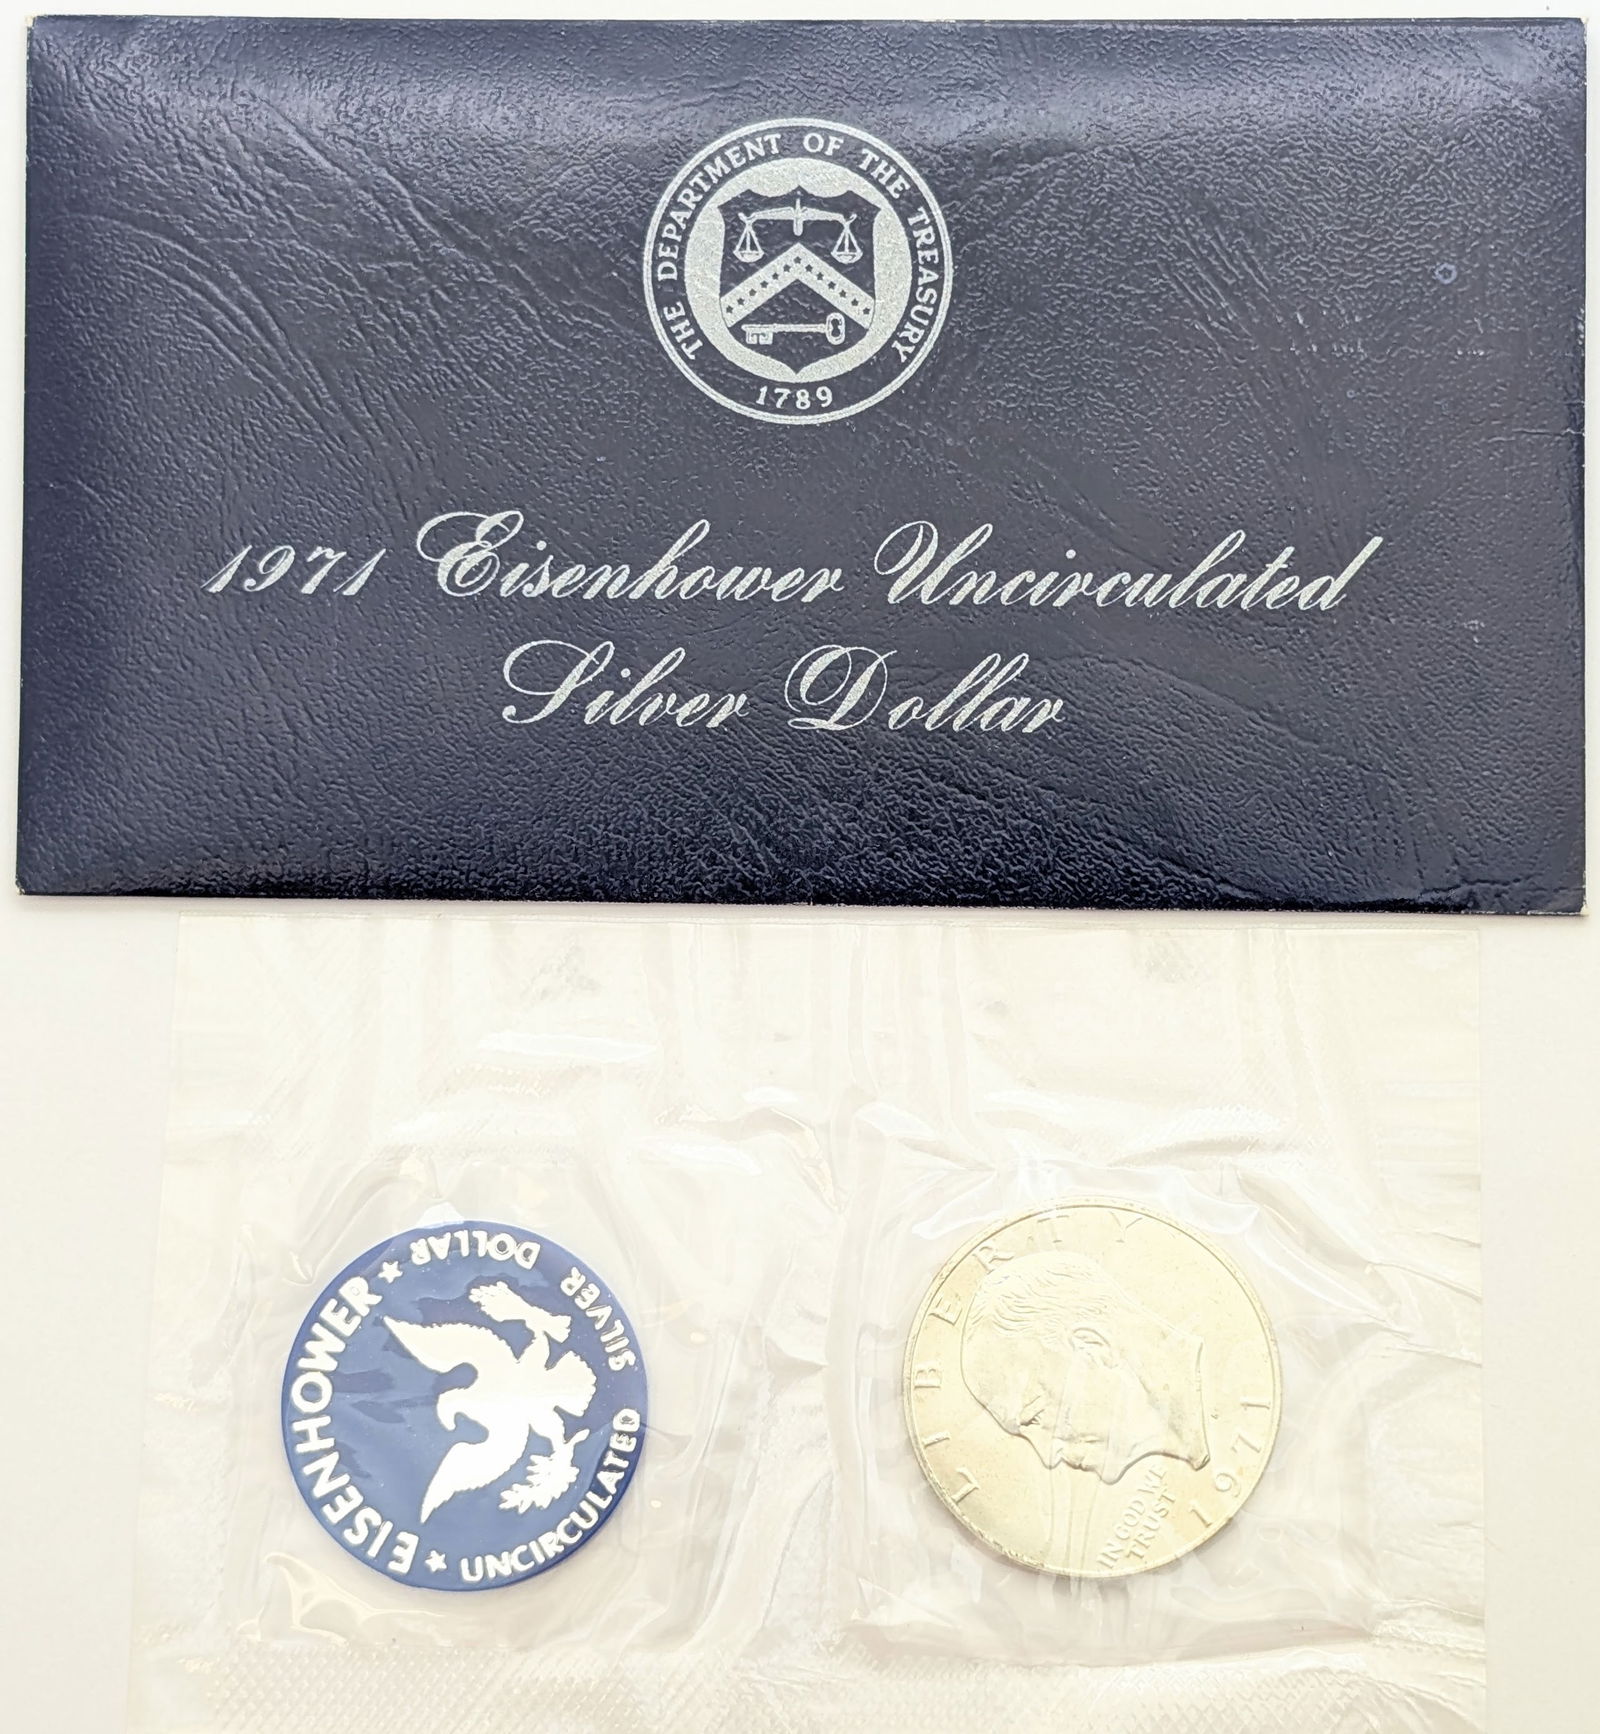 THE DEPARTMENT OF THE TREASURY
1789
1971 Eisenhower Uncirculated
Silver Dollar
EISENHOWER
★ UNCIRCULATED SILVER DOLLAR ★
LIBERTY
IN GOD WE
TRUST
1971